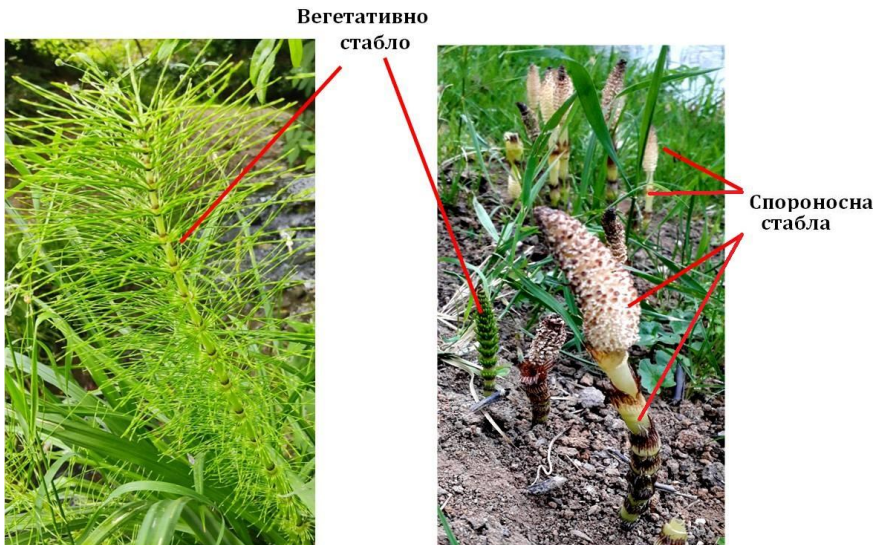 Вегетативно
стабло
Спороносна
стабла